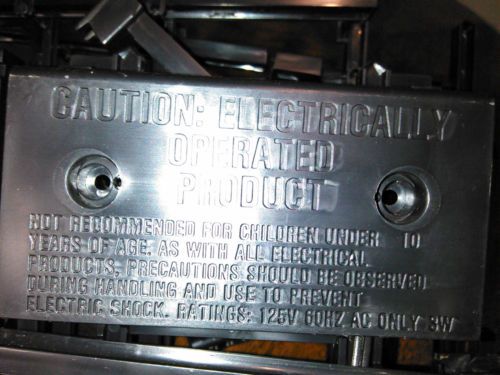 CAUTION: ELECTRICALLY
OPERATED
PRODUCT
NOT RECOMMENDED FOR CHILDREN UNDER 10
YEARS OF AGE. AS WITH ALL ELECTRICAL
PRODUCTS, PRECAUTIONS SHOULD BE OBSERVED
DURING HANDLING AND USE TO PREVENT
ELECTRIC SHOCK. RATINGS: 125V 60HZ AC ONLY 3W